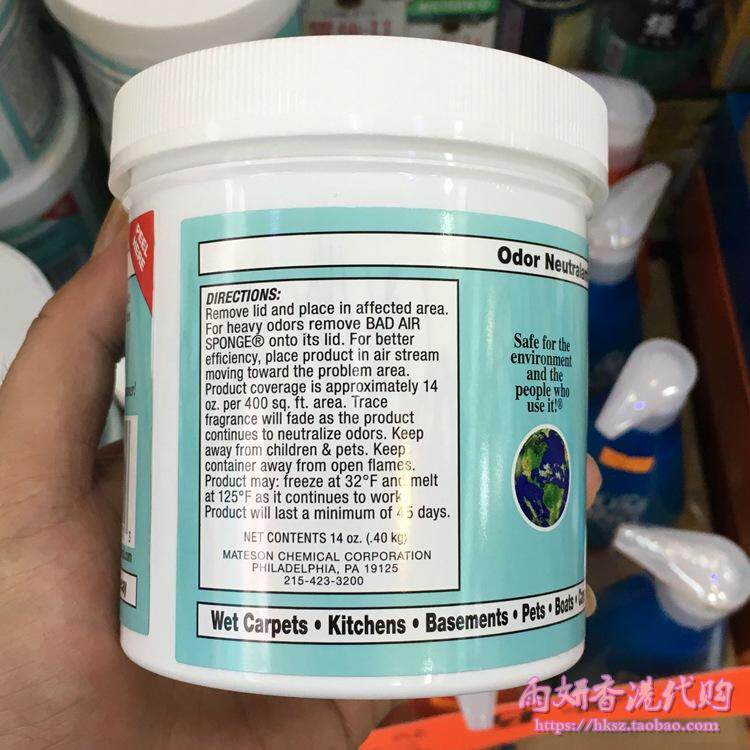 PEEL
HERE
Odor Neutral
DIRECTIONS:
Remove lid and place in affected area.
For heavy odors remove BAD AIR
SPONGE® onto its lid. For better
efficiency, place product in air stream
moving toward the problem area.
Product coverage is approximately 14
oz. per 400 sq. ft. area. Trace
fragrance will fade as the product
continues to neutralize odors. Keep
away from children & pets. Keep
container away from open flames.
Product may: freeze at 32°F and melt
at 125°F as it continues to work
Product will last a minimum of 45 days.
NET CONTENTS 14 oz. (.40 kg)
MATESON CHEMICAL CORPORATION
PHILADELPHIA, PA 19125
215-423-3200
Safe for the
environment
and the
people who
use it!®
Wet Carpets • Kitchens • Basements • Pets • Boats •
雨妍香港代购
https://hksz.taobao.com